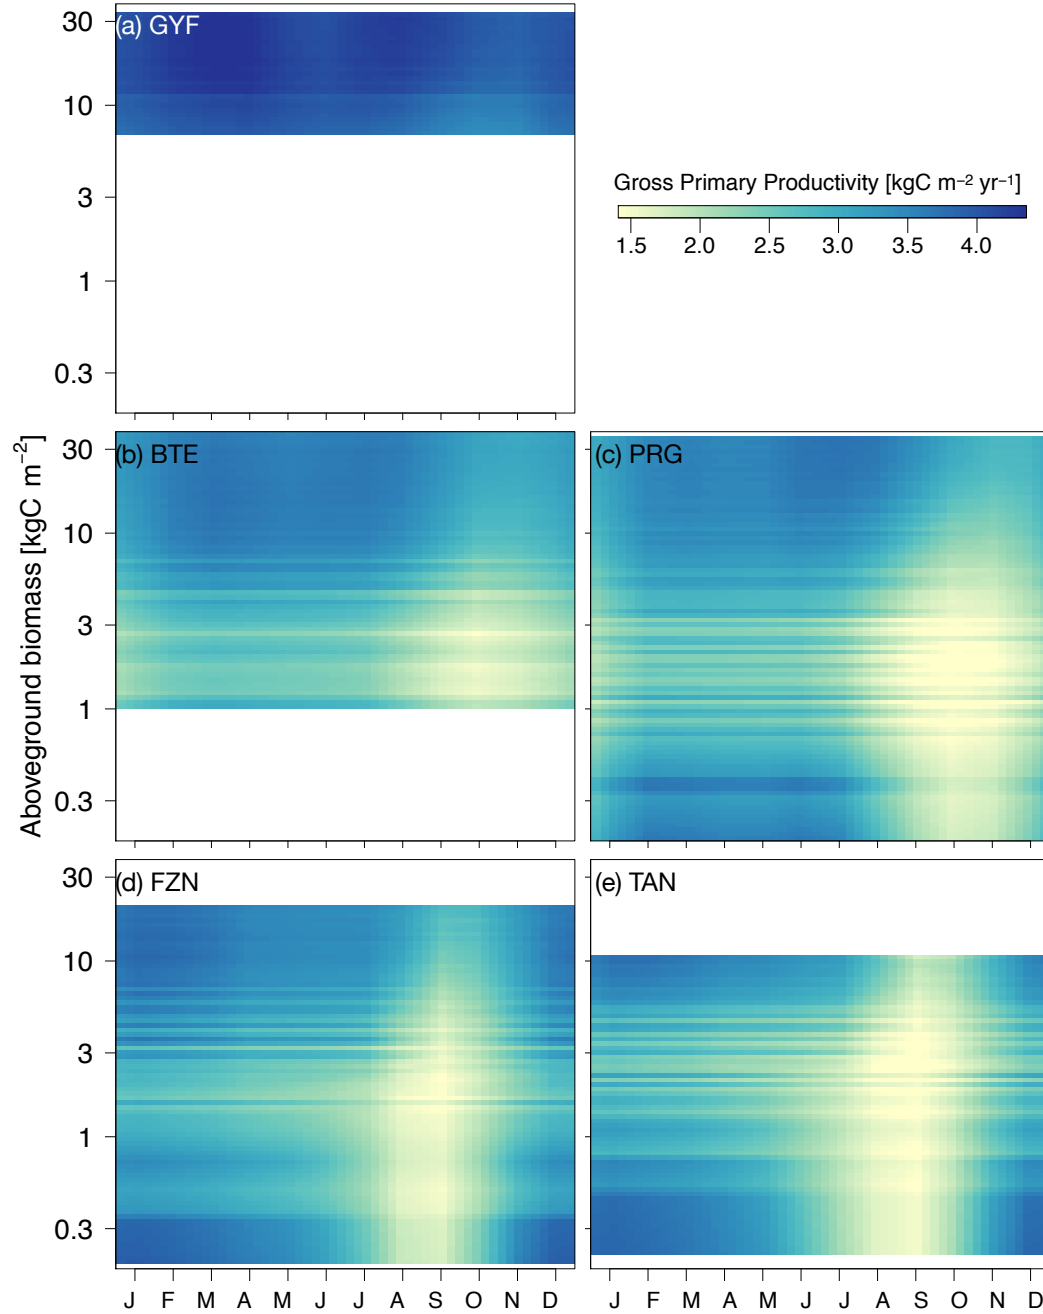 (a) GYF
30
10
3
1
0.3
Gross Primary Productivity [kgC m⁻² yr⁻¹]
1.5 2.0 2.5 3.0 3.5 4.0
Aboveground biomass [kgC m⁻²]
(b) BTE
30
10
3
1
0.3
(c) PRG
(d) FZN
30
10
3
1
0.3
(e) TAN
J F M A M J J A S O N D
J F M A M J J A S O N D